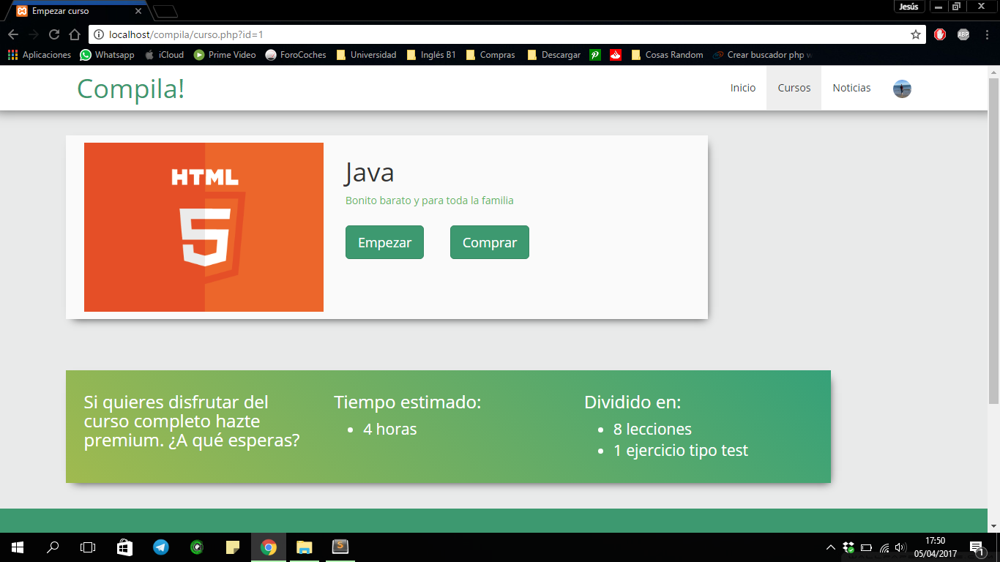 Empezar curso
Jesús
localhost/compila/curso.php?id=1
ABP
Aplicaciones Whatsapp iCloud Prime Video ForoCoches Universidad Inglés B1 Compras Descargar Cosas Random Crear buscador php w
Compila!
Inicio Cursos Noticias
HTML
5
Java
Bonito barato y para toda la familia
Empezar Comprar
Si quieres disfrutar del
curso completo hazte
premium. ¿A qué esperas?
Tiempo estimado:
• 4 horas
Dividido en:
• 8 lecciones
• 1 ejercicio tipo test
17:50
05/04/2017
1